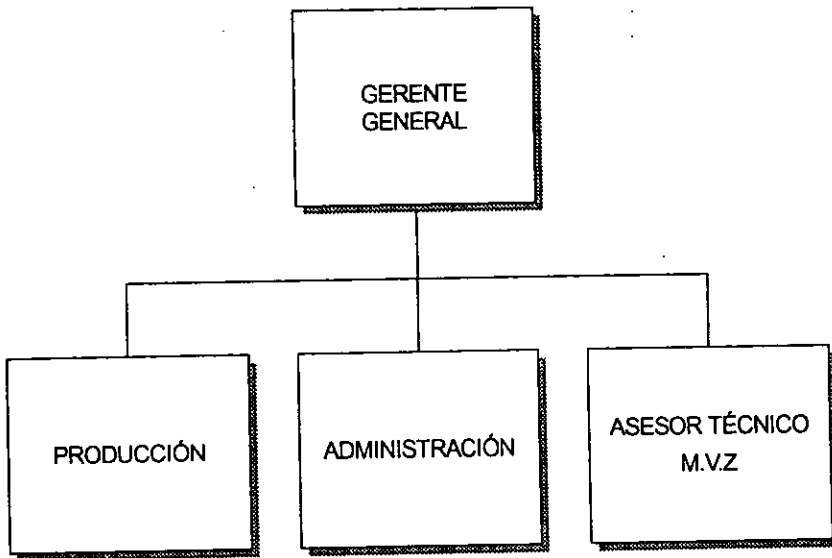 GERENTE
GENERAL
PRODUCCIÓN
ADMINISTRACIÓN
ASESOR TÉCNICO
M.V.Z